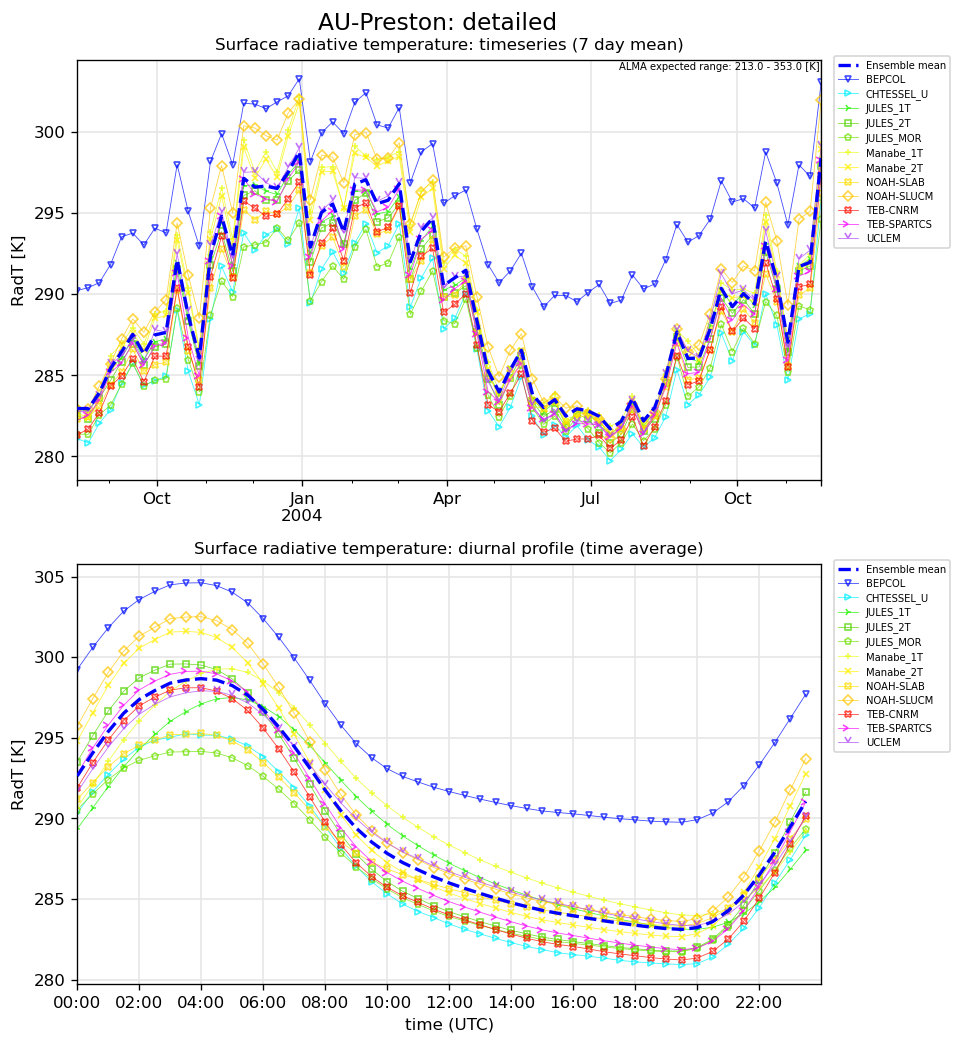 AU-Preston: detailed
Surface radiative temperature: timeseries (7 day mean)
ALMA expected range: 213.0 - 353.0 [K]
RadT [K]
300
295
290
285
280
Oct
Jan
2004
Apr
Jul
Oct
Ensemble mean
BEPCOL
CHTESSEL_U
JULES_1T
JULES_2T
JULES_MOR
Manabe_1T
Manabe_2T
NOAH-SLAB
NOAH-SLUCM
TEB-CNRM
TEB-SPARTCS
UCLEM
Surface radiative temperature: diurnal profile (time average)
RadT [K]
305
300
295
290
285
280
00:00
02:00
04:00
06:00
08:00
10:00
12:00
14:00
16:00
18:00
20:00
22:00
time (UTC)
Ensemble mean
BEPCOL
CHTESSEL_U
JULES_1T
JULES_2T
JULES_MOR
Manabe_1T
Manabe_2T
NOAH-SLAB
NOAH-SLUCM
TEB-CNRM
TEB-SPARTCS
UCLEM